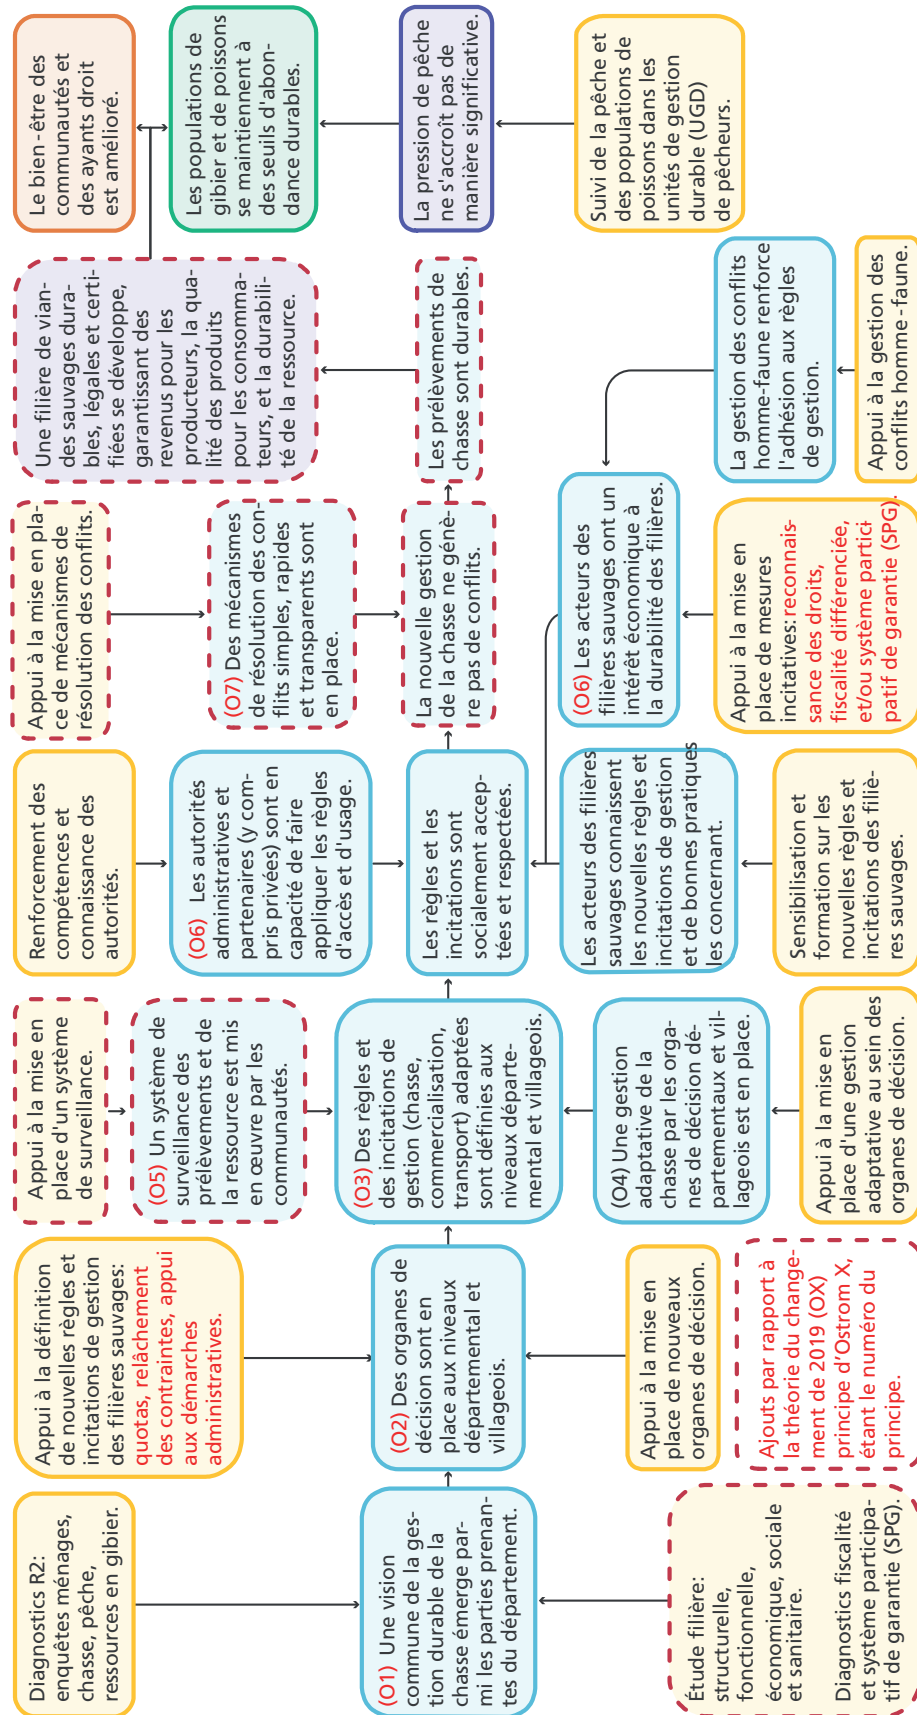 Diagnostics R2:
enquêtes ménages,
chasse, pêche,
ressources en gibier.
Appui à la définition
de nouvelles règles et
incitations de gestion
des filières sauvages:
quotas, relâchement
des contraintes, appui
aux démarches
administratives.
Appui à la mise en
place d'un système
de surveillance.
Renforcement des
compétences et
connaissance des
autorités.
Appui à la mise en pla-
ce de mécanismes de
résolution des conflits.
Une filière de vian-
des sauvages dura-
bles, légales et certi-
fiées se développe,
garantissant des
revenus pour les
producteurs, la qua-
lité des produits
pour les consomma-
teurs, et la durabili-
té de la ressource.
Le bien-être des
communautés et
des ayants droit
est amélioré.
(O1) Une vision
commune de la ges-
tion durable de la
chasse émerge par-
mi les parties prenan-
tes du département.
(O2) Des organes de
décision sont en
place aux niveaux
départemental et
villageois.
(O5) Un système de
surveillance des
prélèvements et de
la ressource est mis
en œuvre par les
communautés.
(O3) Des règles et
des incitations de
gestion (chasse,
commercialisation,
transport) adaptées
sont définies aux
niveaux départe-
mental et villageois.
(O6) Les autorités
administratives et
partenaires (y com-
pris privées) sont en
capacité de faire
appliquer les règles
d'accès et d'usage.
Les règles et les
incitations sont
socialement accep-
tées et respectées.
(O7) Des mécanismes
de résolution des con-
flits simples, rapides
et transparents sont
en place.
La nouvelle gestion
de la chasse ne génè-
re pas de conflits.
Les prélèvements de
chasse sont durables.
Les populations de
gibier et de poissons
se maintiennent à
des seuils d'abon-
dance durables.
La pression de pêche
ne s'accroît pas de
manière significative.
Étude filière:
structurelle,
fonctionnelle,
économique, sociale
et sanitaire.
Diagnostics fiscalité
et système participa-
tif de garantie (SPG).
Appui à la mise en
place de nouveaux
organes de décision.
Ajouts par rapport à
la théorie du change-
ment de 2019 (OX)
principe d'Ostrom X,
étant le numéro du
principe.
(O4) Une gestion
adaptative de la
chasse par les orga-
nes de décision dé-
partementaux et vil-
lageois est en place.
Appui à la mise en
place d'une gestion
adaptative au sein des
organes de décision.
Les acteurs des filières
sauvages connaissent
les nouvelles règles et
incitations de gestion
et de bonnes pratiques
les concernant.
Sensibilisation et
formation sur les
nouvelles règles et
incitations des filiè-
res sauvages.
(O6) Les acteurs des
filières sauvages ont un
intérêt économique à
la durabilité des filières.
Appui à la mise en
place de mesures
incitatives: reconnais-
sance des droits,
fiscalité différenciée,
et/ou système partici-
patif de garantie (SPG).
La gestion des conflits
homme-faune renforce
l'adhésion aux règles
de gestion.
Appui à la gestion des
conflits homme-faune.
Suivi de la pêche et
des populations de
poissons dans les
unités de gestion
durable (UGD)
de pêcheurs.